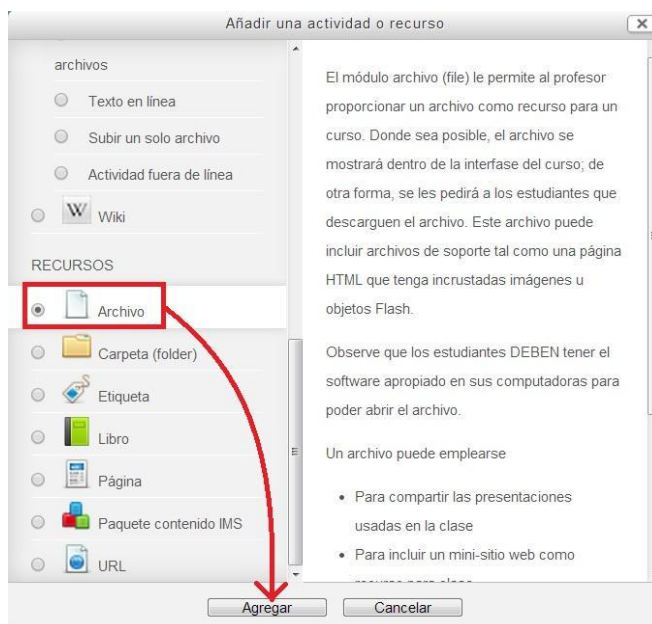 Añadir una actividad o recurso
archivos
Texto en línea
Subir un solo archivo
Actividad fuera de línea
W Wiki
RECURSOS
Archivo
Carpeta (folder)
Etiqueta
Libro
Página
Paquete contenido IMS
URL
El módulo archivo (file) le permite al profesor
proporcionar un archivo como recurso para un
curso. Donde sea posible, el archivo se
mostrará dentro de la interfase del curso; de
otra forma, se les pedirá a los estudiantes que
descarguen el archivo. Este archivo puede
incluir archivos de soporte tal como una página
HTML que tenga incrustadas imágenes u
objetos Flash.
Observe que los estudiantes DEBEN tener el
software apropiado en sus computadoras para
poder abrir el archivo.
Un archivo puede emplearse
• Para compartir las presentaciones
usadas en la clase
• Para incluir un mini-sitio web como
Agregar
Cancelar